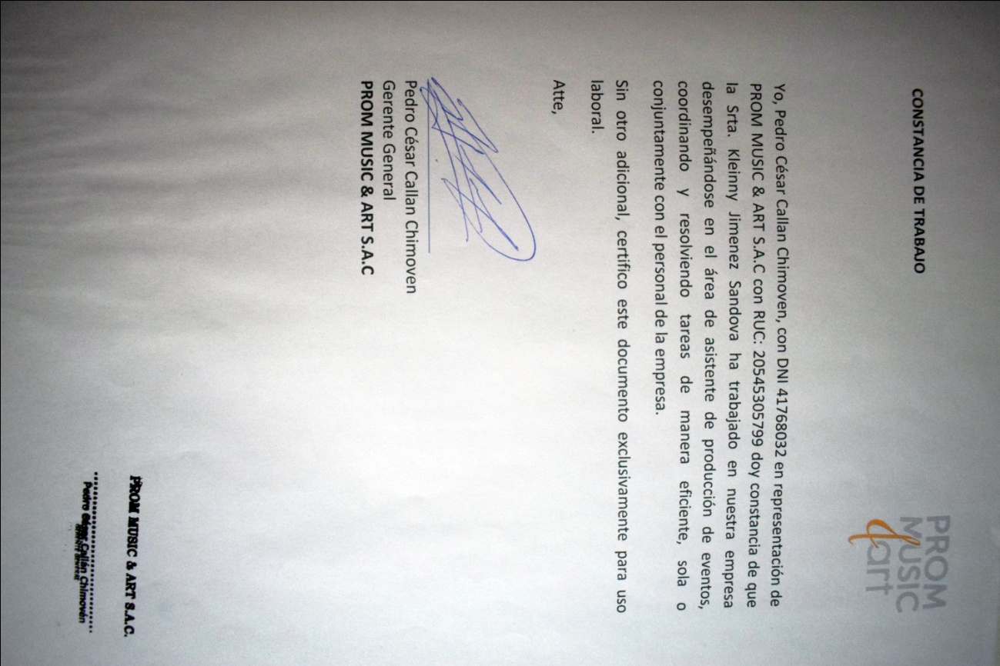 PROM
MUSIC
& art
CONSTANCIA DE TRABAJO
Yo, Pedro César Callan Chimoven, con DNI 41768032 en representación de
PROM MUSIC & ART S.A.C con RUC: 20545305799 doy constancia de que
la Srta. Kleinny Jimenez Sandova ha trabajado en nuestra empresa
desempeñándose en el área de asistente de producción de eventos,
coordinando y resolviendo tareas de manera eficiente, sola o
conjuntamente con el personal de la empresa.
Sin otro adicional, certifico este documento exclusivamente para uso
laboral.
Atte,
Pedro César Callan Chimoven
Gerente General
PROM MUSIC & ART S.A.C
PROM MUSIC & ART S.A.C.
Pedro César Callán Chimovén